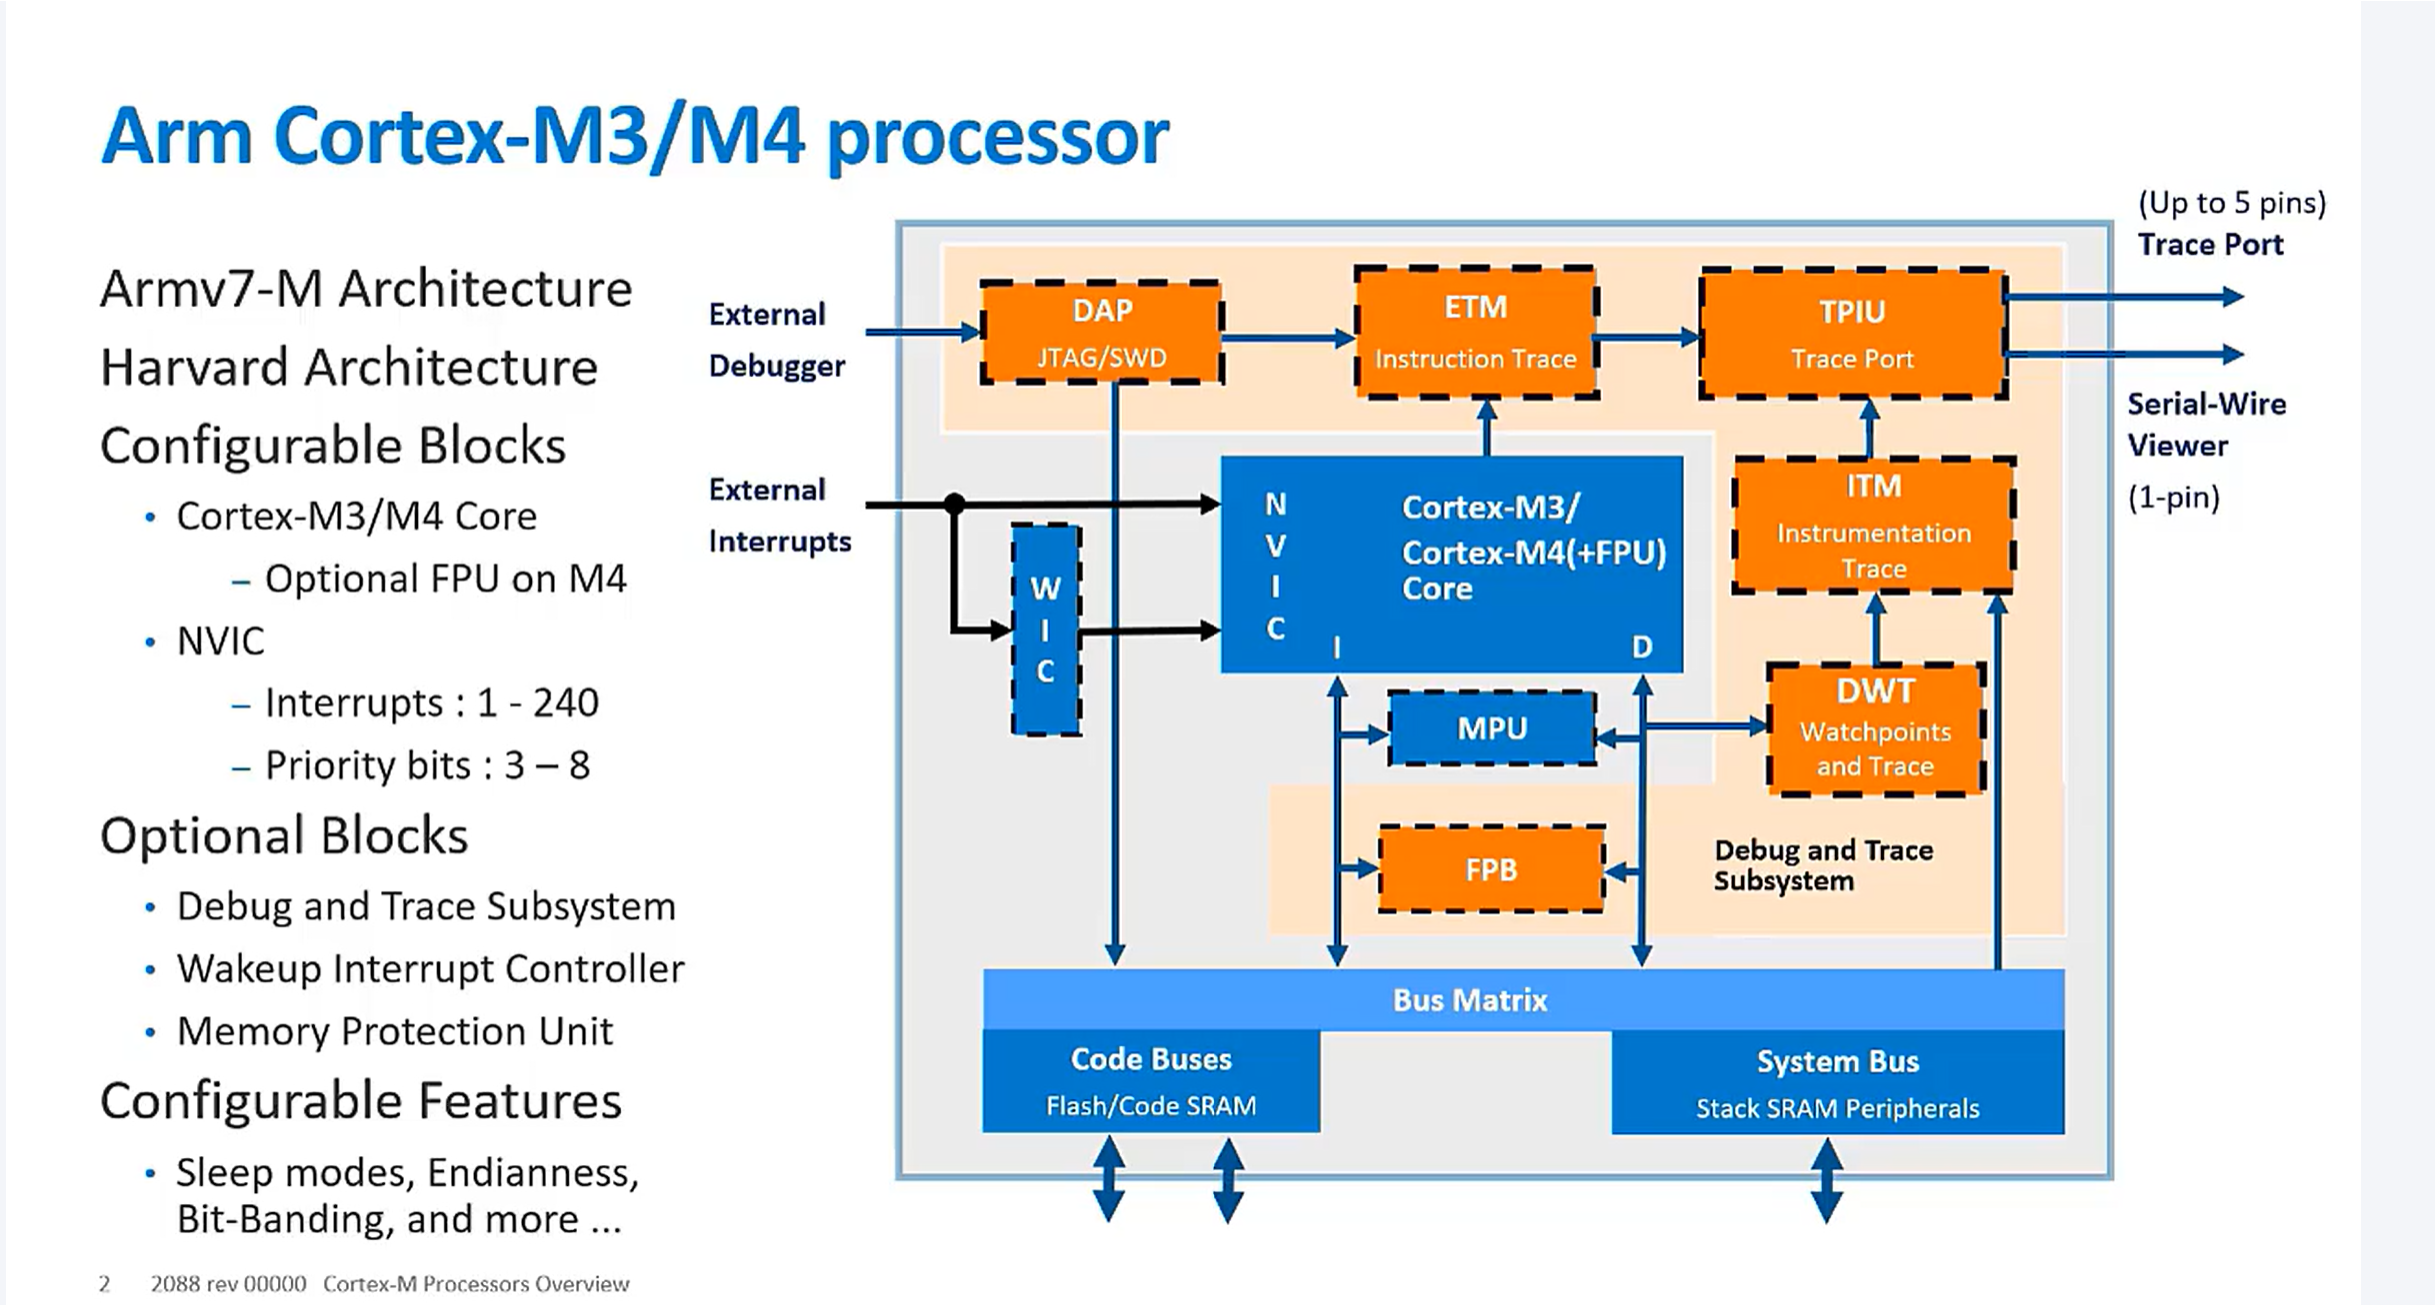 Arm Cortex-M3/M4 processor
Armv7-M Architecture
Harvard Architecture
Configurable Blocks
• Cortex-M3/M4 Core
– Optional FPU on M4
• NVIC
– Interrupts : 1 - 240
– Priority bits : 3 – 8
Optional Blocks
• Debug and Trace Subsystem
• Wakeup Interrupt Controller
• Memory Protection Unit
Configurable Features
• Sleep modes, Endianness,
Bit-Banding, and more ...
External
Debugger
External
Interrupts
DAP
JTAG/SWD
ETM
Instruction Trace
TPIU
Trace Port
(Up to 5 pins)
Trace Port
Serial-Wire
Viewer
(1-pin)
W
I
C
N
V
I
C
Cortex-M3/
Cortex-M4(+FPU)
Core
I
D
ITM
Instrumentation
Trace
MPU
DWT
Watchpoints
and Trace
FPB
Debug and Trace
Subsystem
Bus Matrix
Code Buses
Flash/Code SRAM
System Bus
Stack SRAM Peripherals
2 2088 rev 00000 Cortex-M Processors Overview